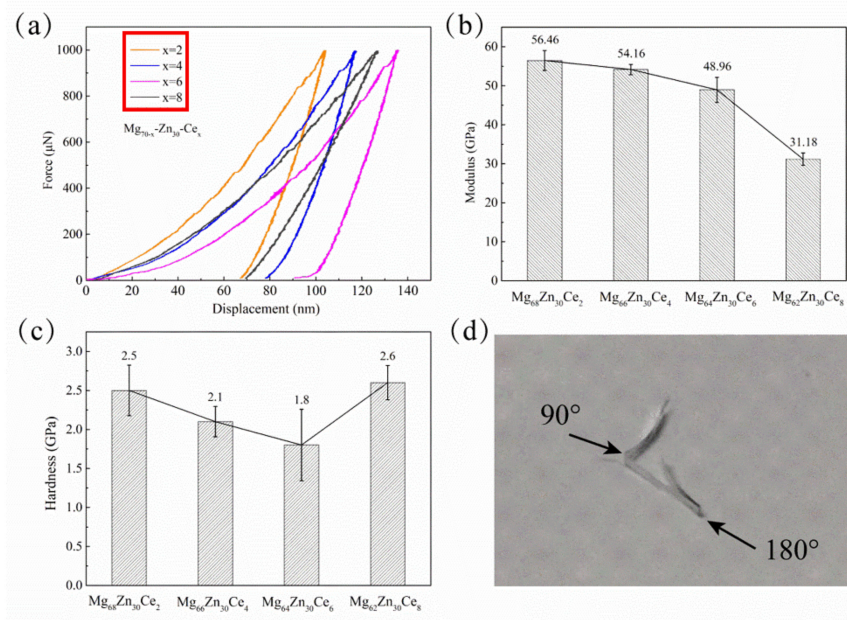 (a)
1000
800
600
400
200
0
Force (μN)
x=2
x=4
x=6
x=8
Mg₇₀₋ₓ-Zn₃₀-Ceₓ
0 20 40 60 80 100 120 140
Displacement (nm)
(b)
60
50
40
30
20
10
0
Modulus (GPa)
56.46
54.16
48.96
31.18
Mg₆₈Zn₃₀Ce₂ Mg₆₆Zn₃₀Ce₄ Mg₆₄Zn₃₀Ce₆ Mg₆₂Zn₃₀Ce₈
(c)
3.0
2.5
2.0
1.5
1.0
0.5
0.0
Hardness (GPa)
2.5
2.1
1.8
2.6
Mg₆₈Zn₃₀Ce₂ Mg₆₆Zn₃₀Ce₄ Mg₆₄Zn₃₀Ce₆ Mg₆₂Zn₃₀Ce₈
(d)
90°
180°